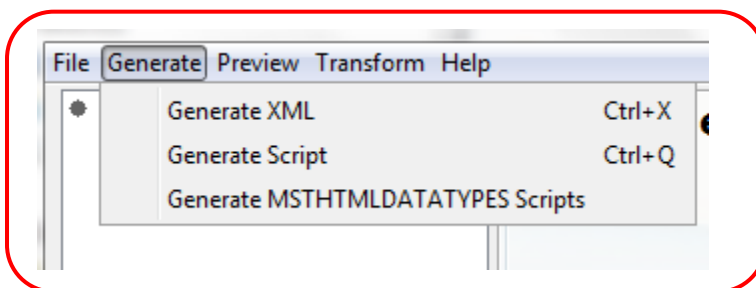 File Generate Preview Transform Help
Generate XML Ctrl+X
Generate Script Ctrl+Q
Generate MSTHTMLDATATYPES Scripts